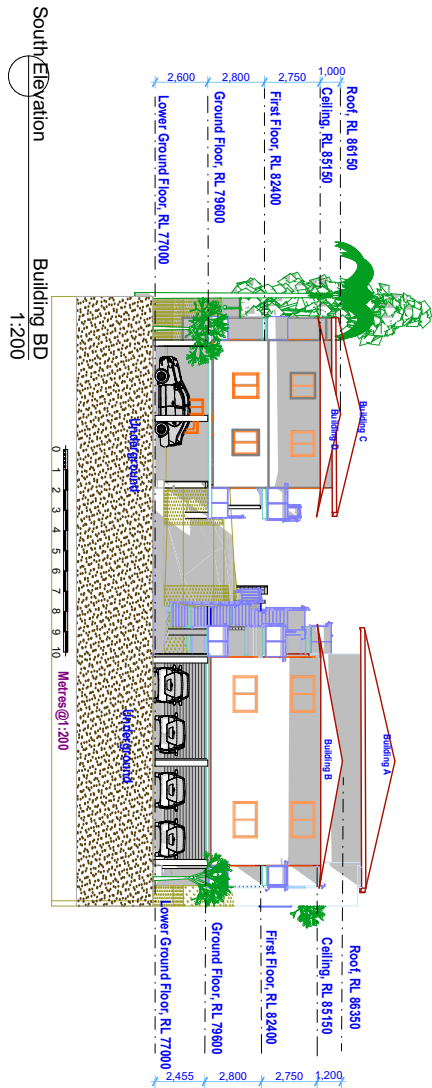 1,000
2,750
2,800
2,600
Roof, RL 86150
Ceiling, RL 85150
First Floor, RL 82400
Ground Floor, RL 79600
Lower Ground Floor, RL 77000
Building C
Building D
Building A
Building B
Underground
Underground
Roof, RL 86350
Ceiling, RL 85150
First Floor, RL 82400
Ground Floor, RL 79600
Lower Ground Floor, RL 77000
1,200
2,750
2,800
2,455
0 1 2 3 4 5 6 7 8 9 10
Metres@1:200
South Elevation
Building BD
1:200